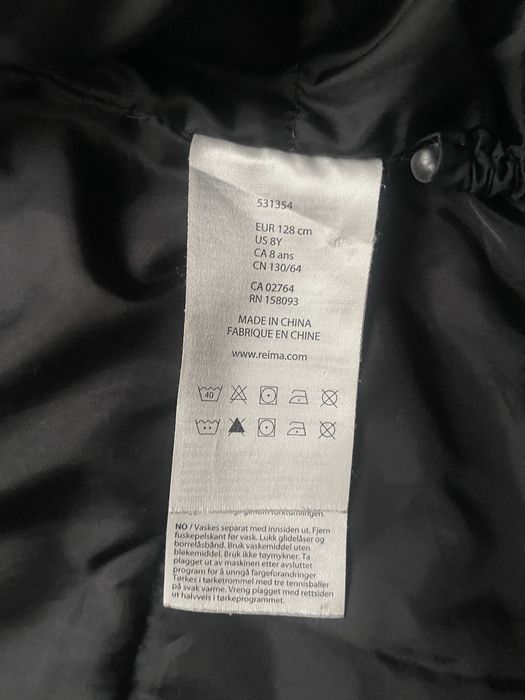 531354
EUR 128 cm
US 8Y
CA 8 ans
CN 130/64
CA 02764
RN 158093
MADE IN CHINA
FABRIQUE EN CHINE
www.reima.com
40
NO / Vaskes separat med innsiden ut. Fjern
fuskepelskant før vask. Lukk glidelåser og
borrelåsbånd. Bruk vaskemiddel uten
blekemiddel. Bruk ikke tøymykner. Ta
plagget ut av maskinen etter avsluttet
program for å unngå fargeforandringer
Tørkes i tørketrommel med tre tennisballer
på svak varme. Vreng plagget med rettsiden
ut halvveis i tørkeprogrammet.